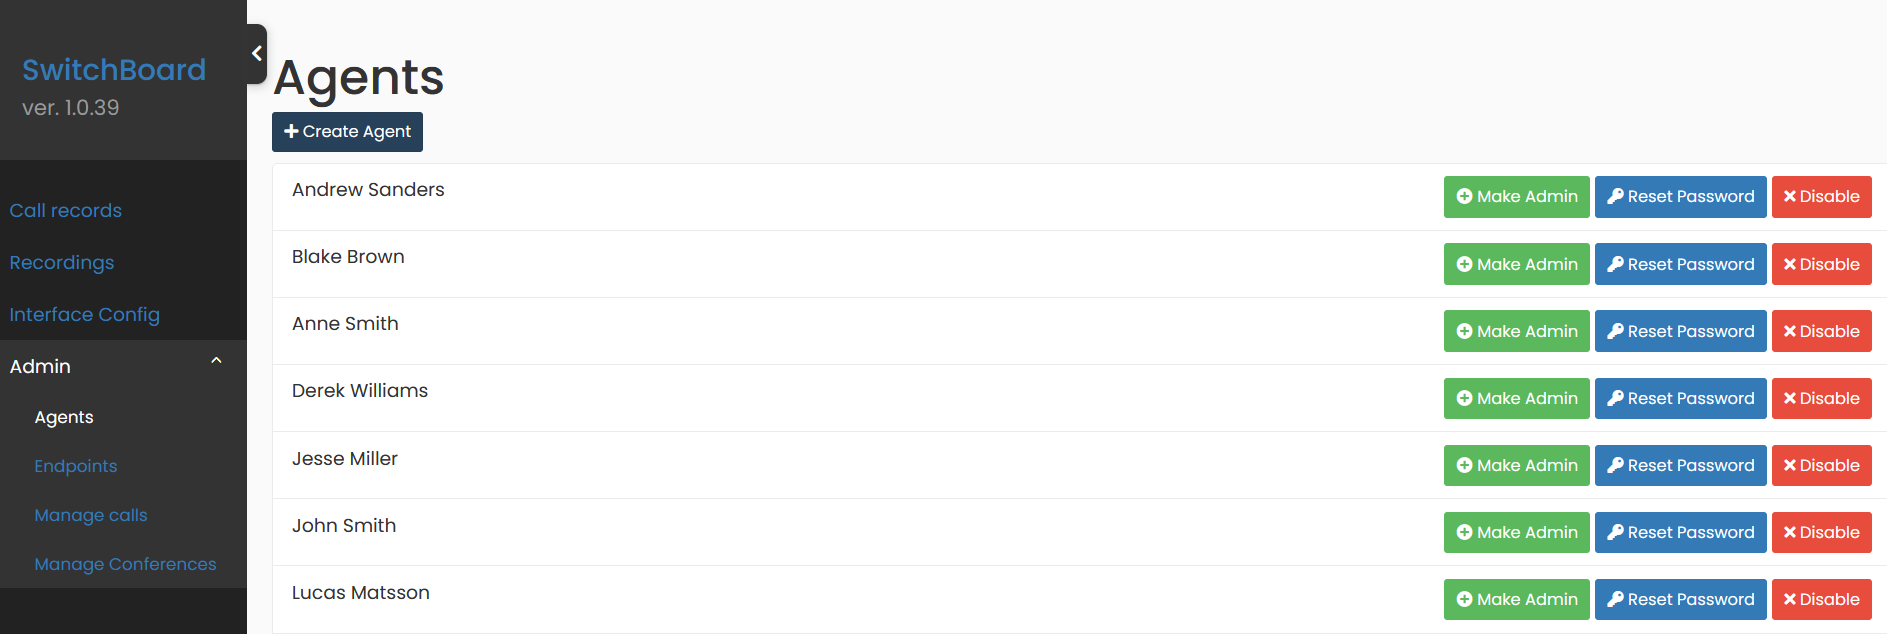 SwitchBoard
ver. 1.0.39
Call records
Recordings
Interface Config
Admin
Agents
Endpoints
Manage calls
Manage Conferences
Agents
Create Agent
Andrew Sanders Make Admin Reset Password Disable
Blake Brown Make Admin Reset Password Disable
Anne Smith Make Admin Reset Password Disable
Derek Williams Make Admin Reset Password Disable
Jesse Miller Make Admin Reset Password Disable
John Smith Make Admin Reset Password Disable
Lucas Matsson Make Admin Reset Password Disable